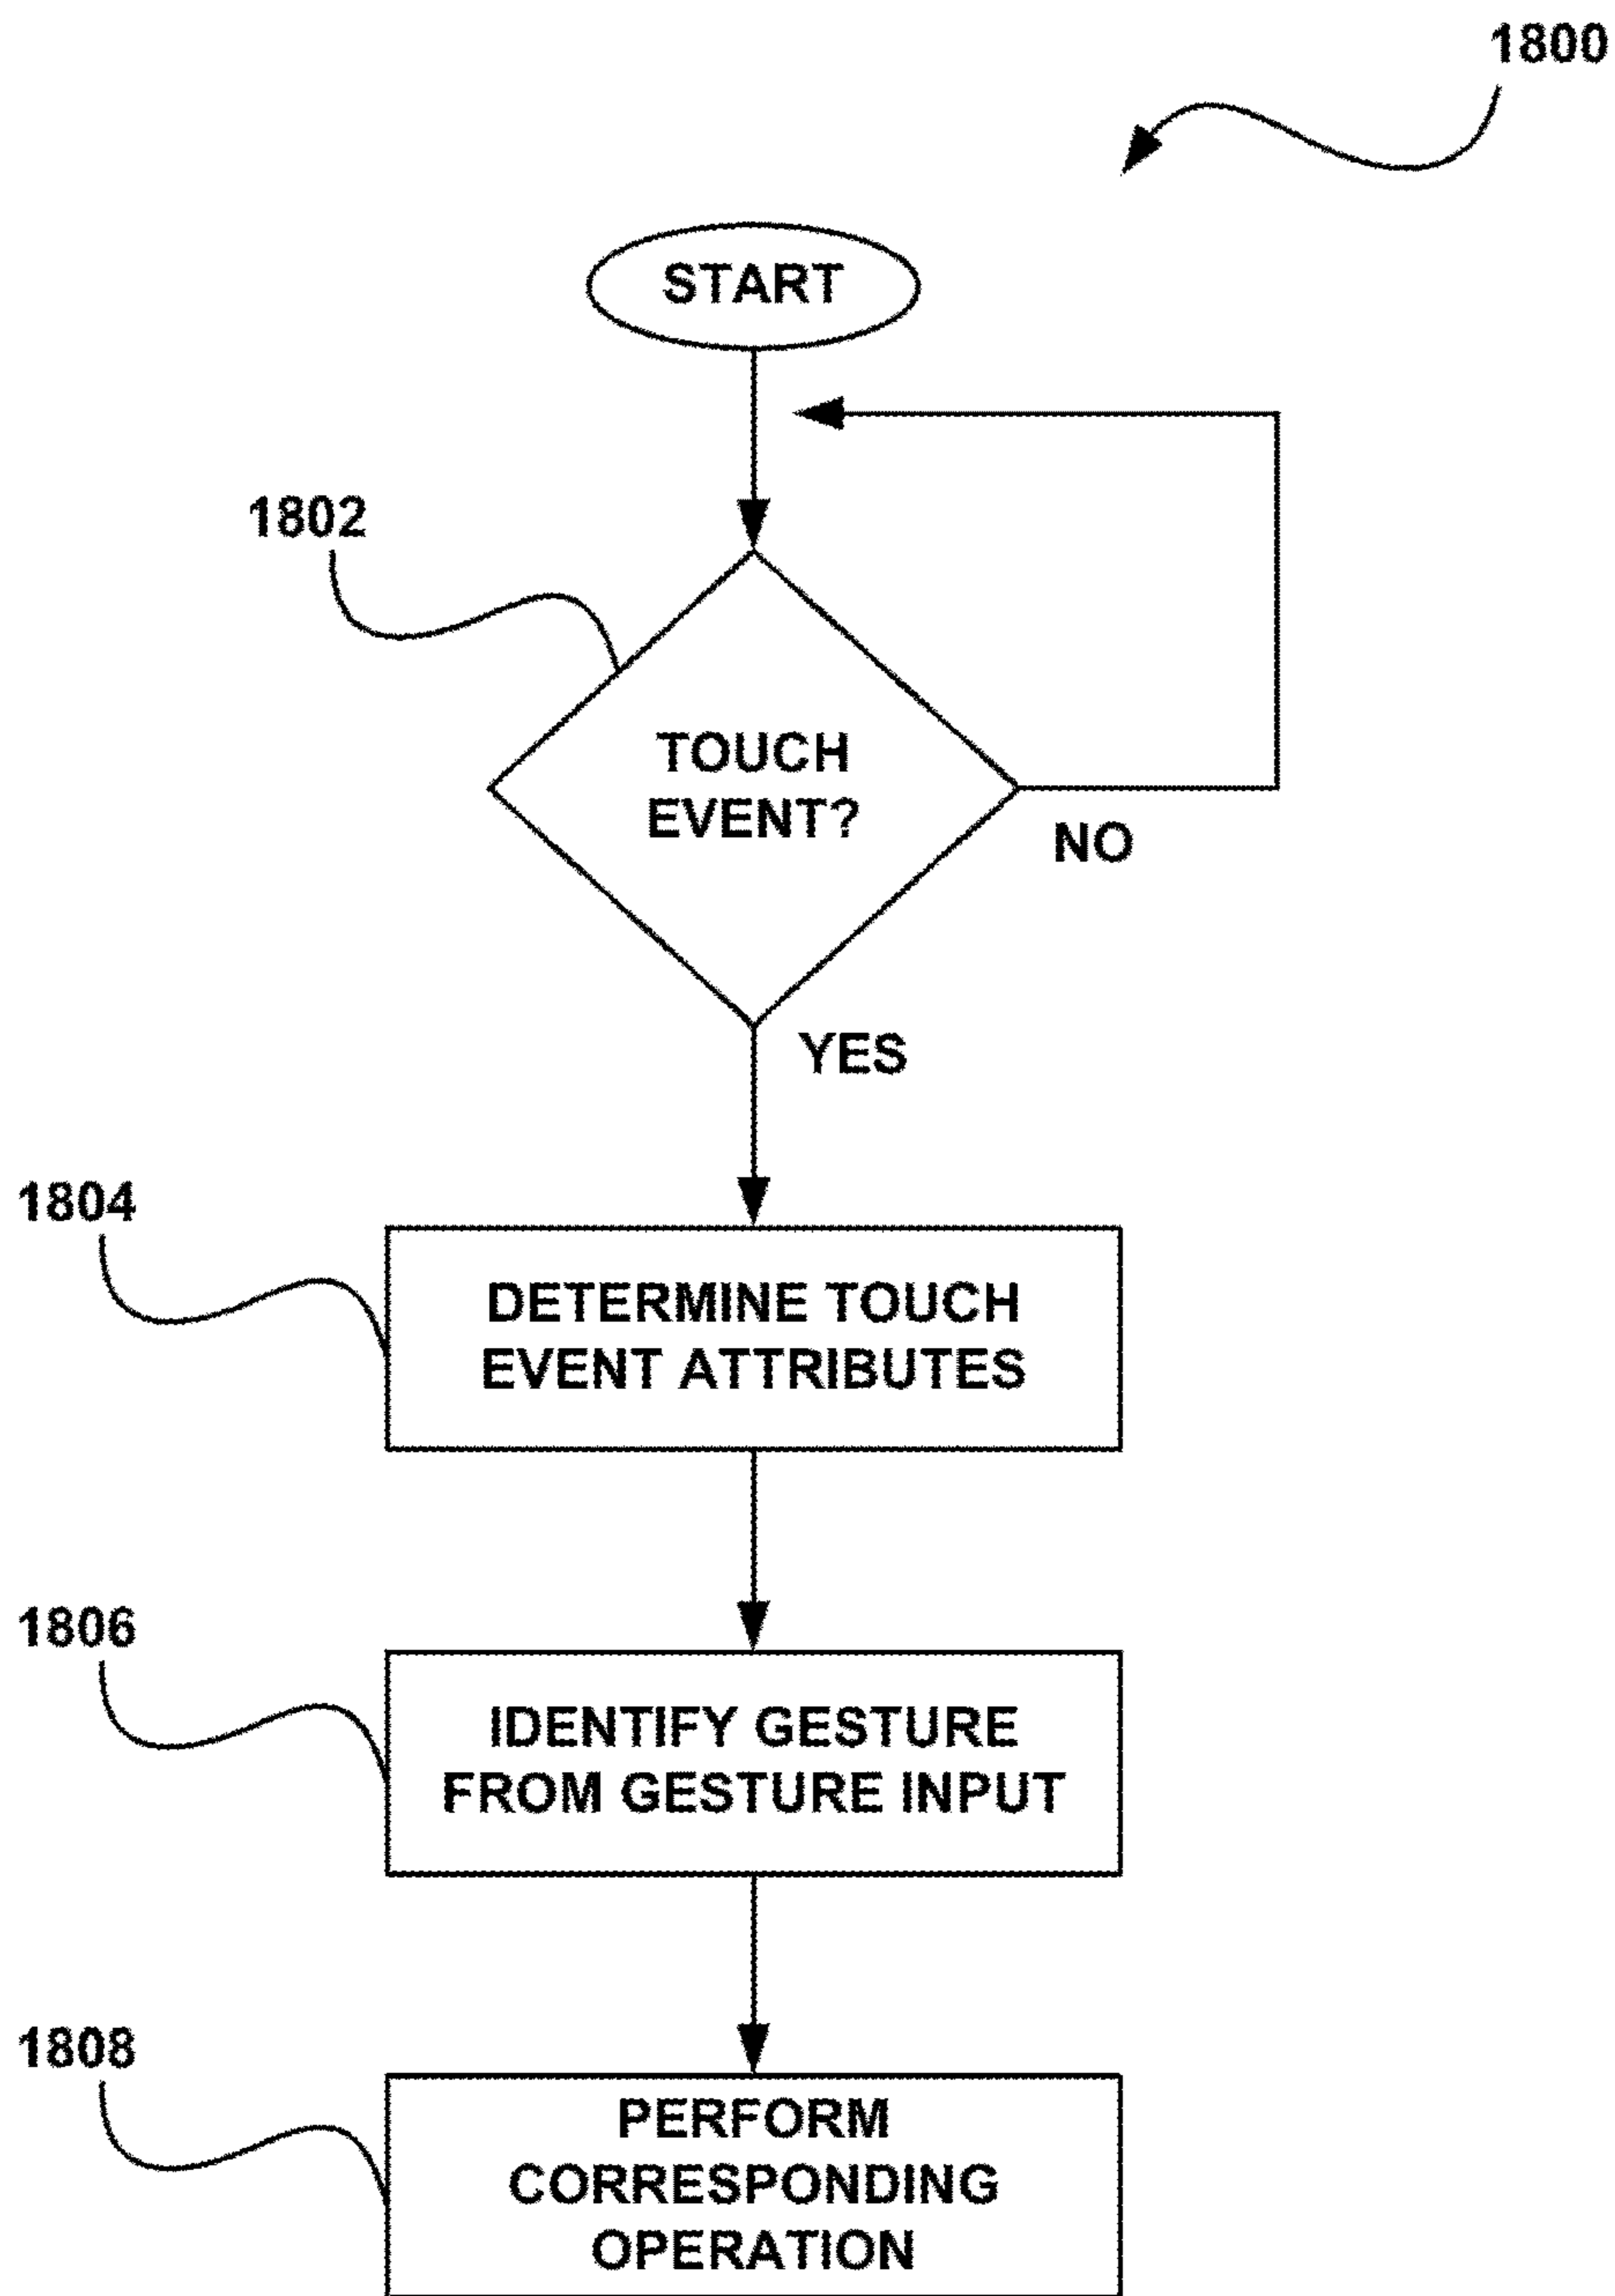 1800
START
1802
TOUCH
EVENT?
NO
YES
1804
DETERMINE TOUCH
EVENT ATTRIBUTES
1806
IDENTIFY GESTURE
FROM GESTURE INPUT
1808
PERFORM
CORRESPONDING
OPERATION